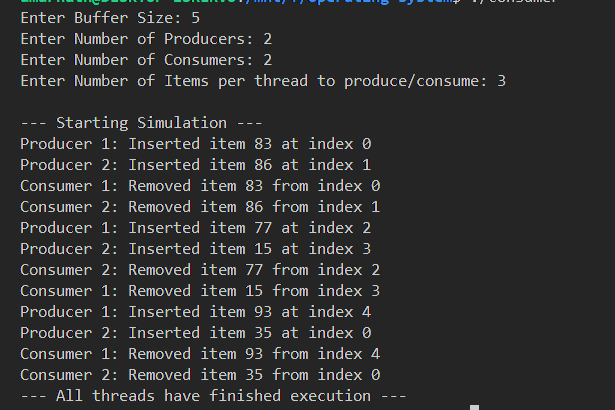 Enter Buffer Size: 5
Enter Number of Producers: 2
Enter Number of Consumers: 2
Enter Number of Items per thread to produce/consume: 3
--- Starting Simulation ---
Producer 1: Inserted item 83 at index 0
Producer 2: Inserted item 86 at index 1
Consumer 1: Removed item 83 from index 0
Consumer 2: Removed item 86 from index 1
Producer 1: Inserted item 77 at index 2
Producer 2: Inserted item 15 at index 3
Consumer 2: Removed item 77 from index 2
Consumer 1: Removed item 15 from index 3
Producer 1: Inserted item 93 at index 4
Producer 2: Inserted item 35 at index 0
Consumer 1: Removed item 93 from index 4
Consumer 2: Removed item 35 from index 0
--- All threads have finished execution ---